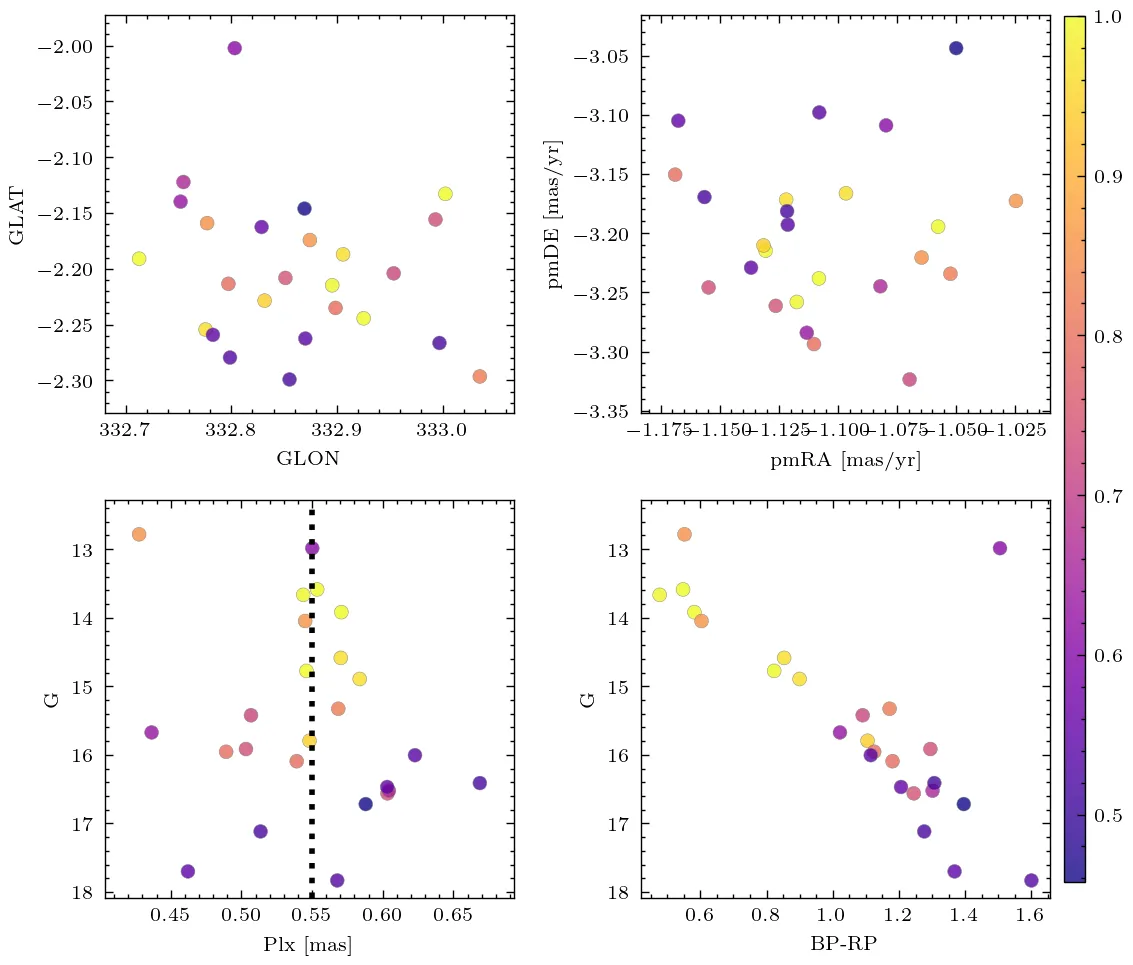 −2.00
−2.05
−2.10
−2.15
−2.20
−2.25
−2.30
GLAT
332.7 332.8 332.9 333.0
GLON
−3.05
−3.10
−3.15
−3.20
−3.25
−3.30
−3.35
pmDE [mas/yr]
−1.175 −1.150 −1.125 −1.100 −1.075 −1.050 −1.025
pmRA [mas/yr]
1.0
0.9
0.8
0.7
0.6
0.5
13
14
15
16
17
18
G
0.45 0.50 0.55 0.60 0.65
Plx [mas]
13
14
15
16
17
18
G
0.6 0.8 1.0 1.2 1.4 1.6
BP-RP